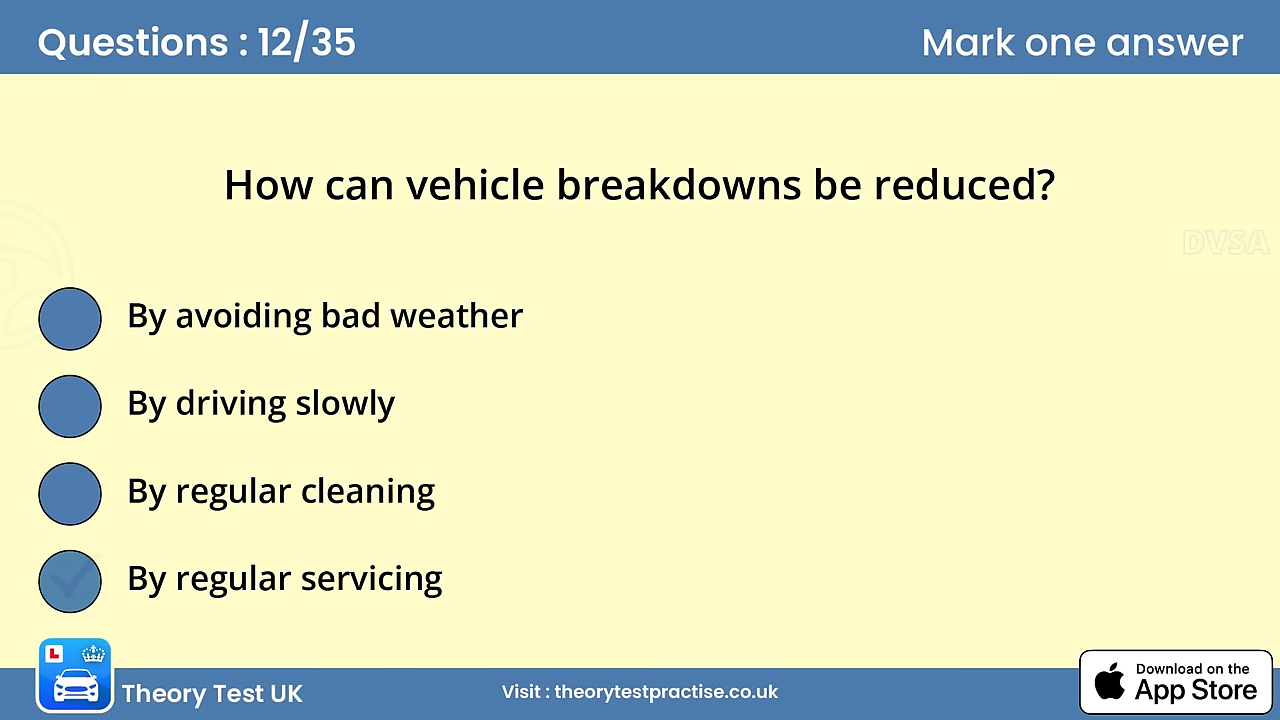 Questions : 12/35
Mark one answer
How can vehicle breakdowns be reduced?
DVSA
By avoiding bad weather
By driving slowly
By regular cleaning
By regular servicing
L
Theory Test UK
Visit : theorytestpractise.co.uk
Download on the
App Store